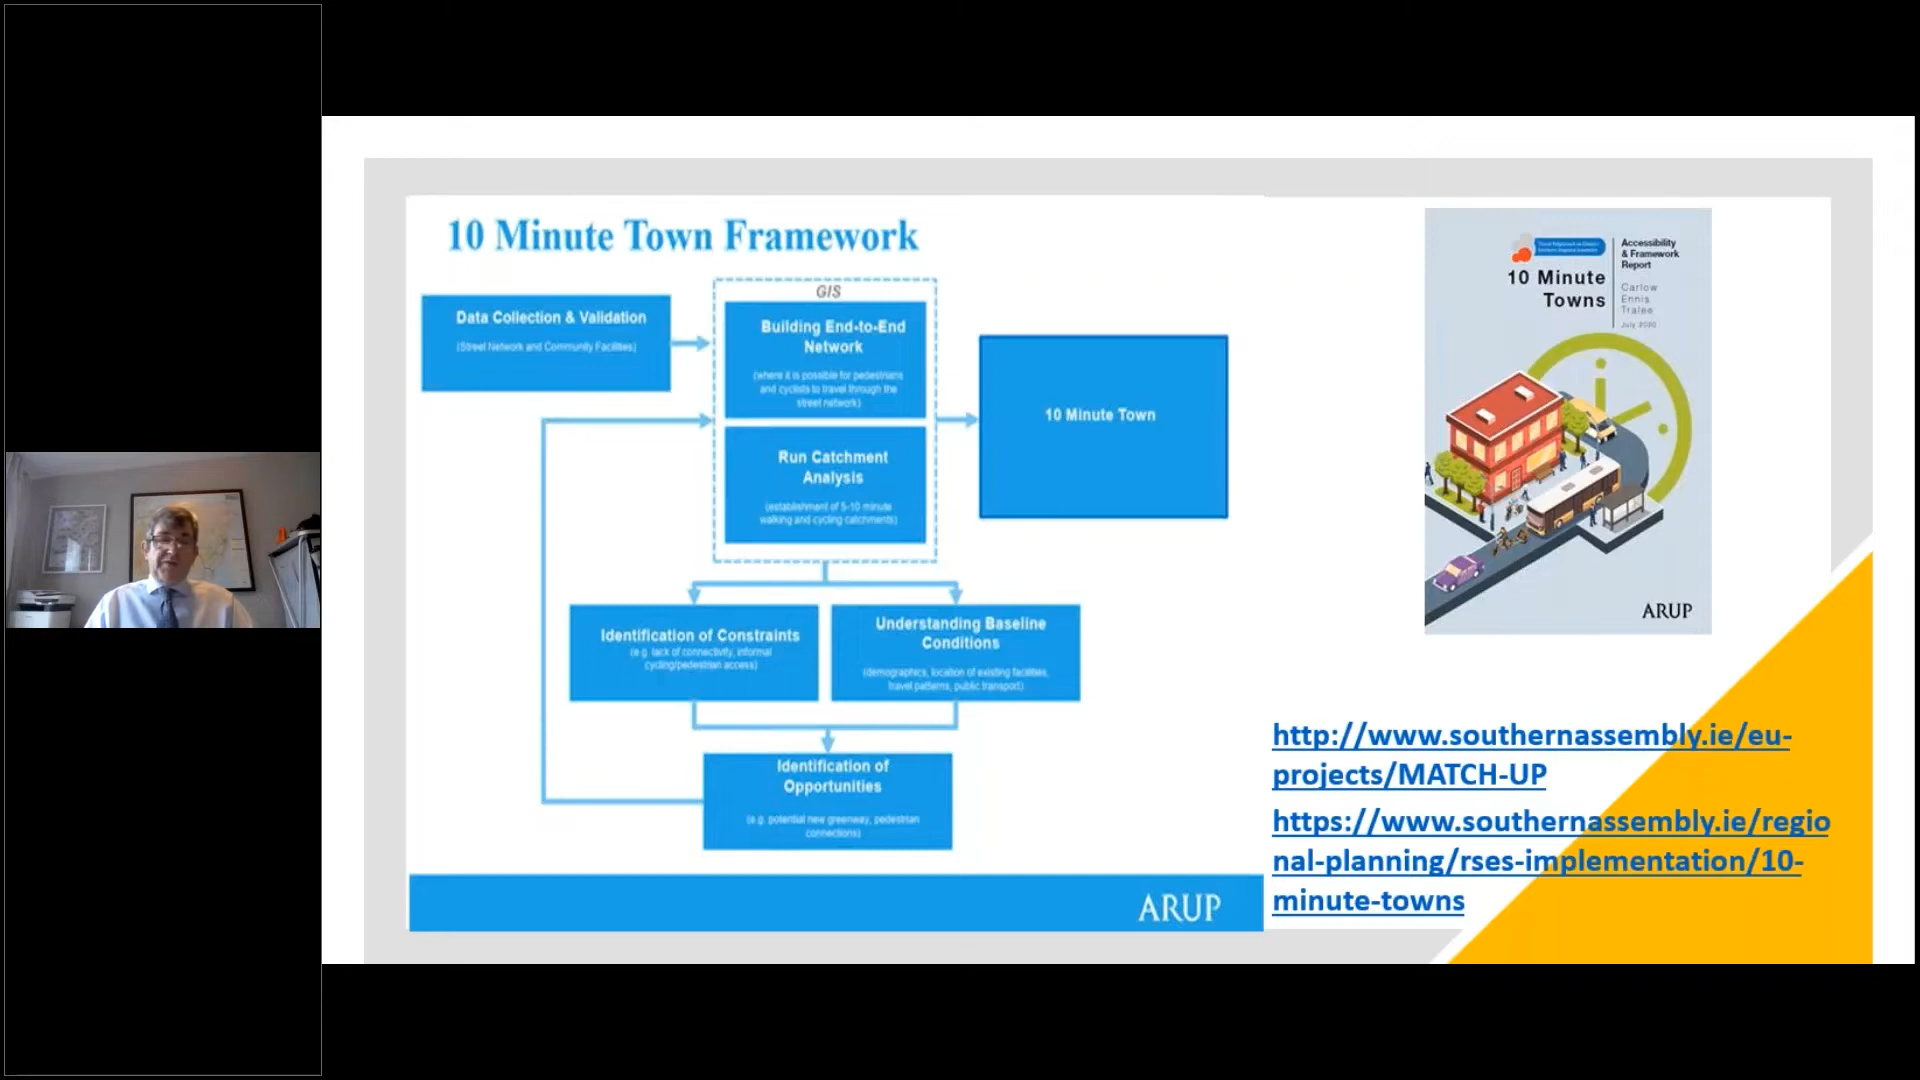 10 Minute Town Framework
Data Collection & Validation
(Street Network and Community Facilities)
GIS
Building End-to-End
Network
(where it is possible for pedestrians
and cyclists to travel through the
street network)
Run Catchment
Analysis
(establishment of 5-10 minute
walking and cycling catchments)
10 Minute Town
Identification of Constraints
(e.g. lack of connectivity, informal
cycling/pedestrian access)
Understanding Baseline
Conditions
(demographics, location of existing facilities,
travel patterns, public transport)
Identification of
Opportunities
(e.g. potential new greenway, pedestrian
connections)
ARUP
Accessibility
& Framework
Report
10 Minute
Towns
Carlow
Ennis
Tralee
July 2020
ARUP
http://www.southernassembly.ie/eu-
projects/MATCH-UP
https://www.southernassembly.ie/regio
nal-planning/rses-implementation/10-
minute-towns